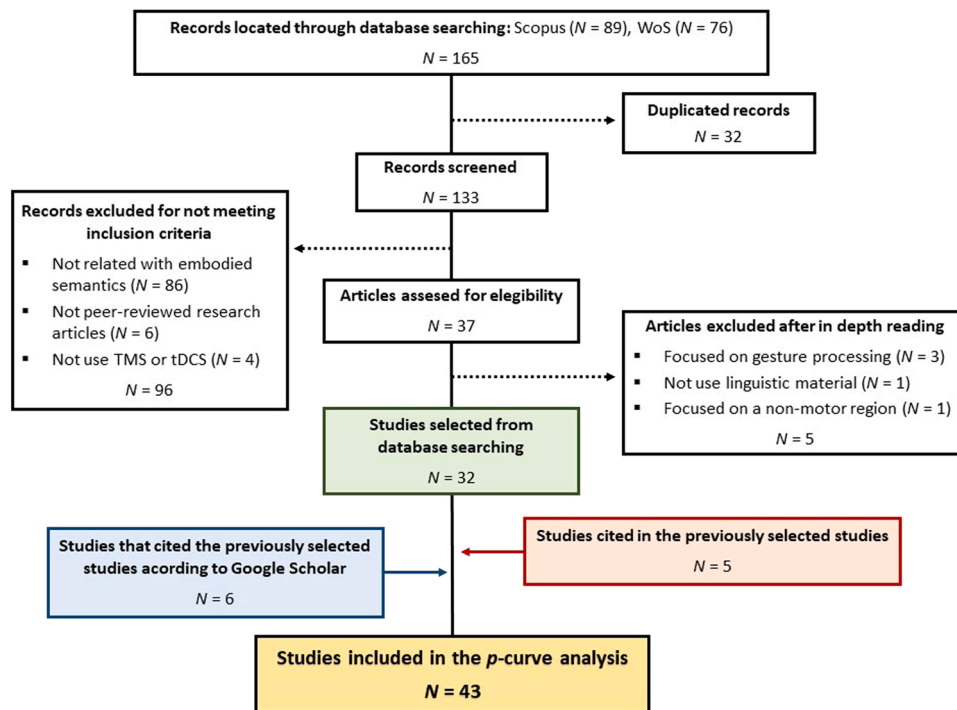 Records located through database searching: Scopus (N = 89), WoS (N = 76)
N = 165
Duplicated records
N = 32
Records screened
N = 133
Records excluded for not meeting
inclusion criteria
▪ Not related with embodied
semantics (N = 86)
▪ Not peer-reviewed research
articles (N = 6)
▪ Not use TMS or tDCS (N = 4)
N = 96
Articles assesed for elegibility
N = 37
Articles excluded after in depth reading
▪ Focused on gesture processing (N = 3)
▪ Not use linguistic material (N = 1)
▪ Focused on a non-motor region (N = 1)
N = 5
Studies selected from
database searching
N = 32
Studies that cited the previously selected
studies acording to Google Scholar
N = 6
Studies cited in the previously selected studies
N = 5
Studies included in the p-curve analysis
N = 43